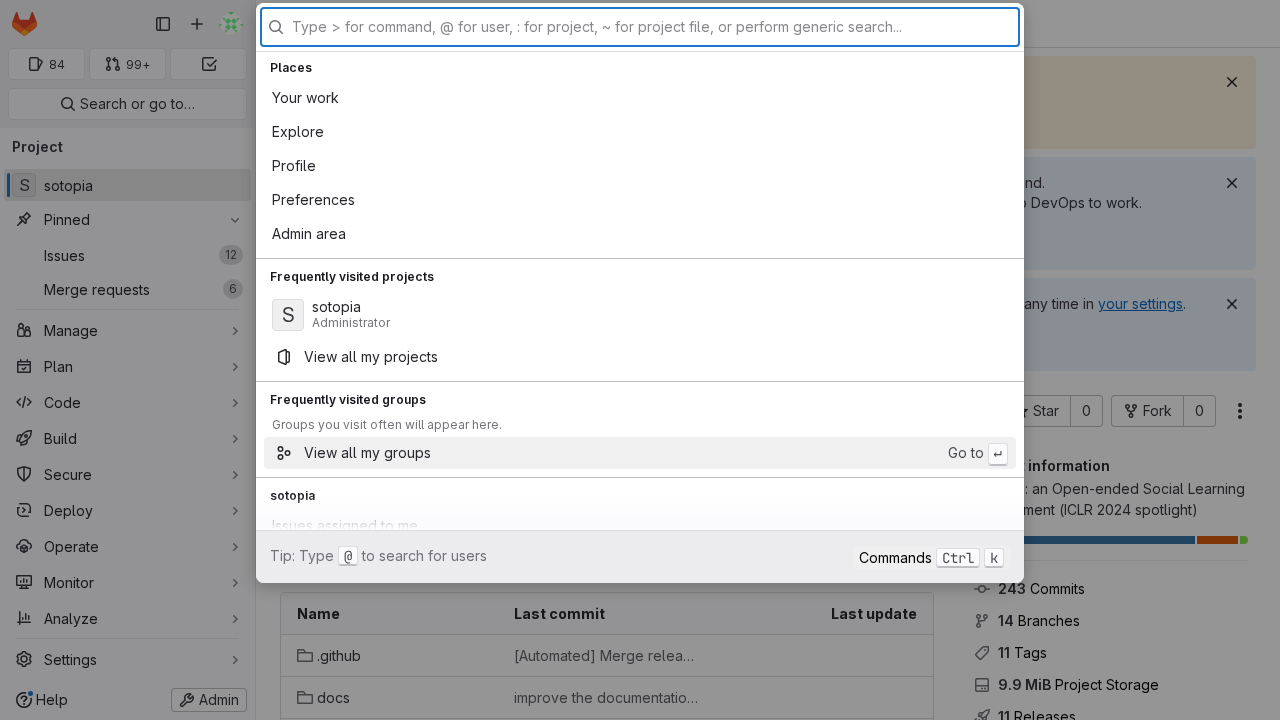 Type > for command, @ for user, : for project, ~ for project file, or perform generic search...
Places
Your work
Explore
Profile
Preferences
Admin area
Frequently visited projects
S
sotopia
Administrator
View all my projects
Frequently visited groups
Groups you visit often will appear here.
View all my groups
Go to ↵
sotopia
Issues assigned to me
Tip: Type @ to search for users
Commands Ctrl k
84
99+
Search or go to…
Project
S sotopia
Pinned
Issues 12
Merge requests 6
Manage
Plan
Code
Build
Secure
Deploy
Operate
Monitor
Analyze
Settings
Help
Admin
nd.
DevOps to work.
any time in your settings.
Star 0
Fork 0
information
: an Open-ended Social Learning
ment (ICLR 2024 spotlight)
243 Commits
14 Branches
11 Tags
9.9 MiB Project Storage
11 Releases
Name Last commit Last update
.github [Automated] Merge relea…
docs improve the documentatio…